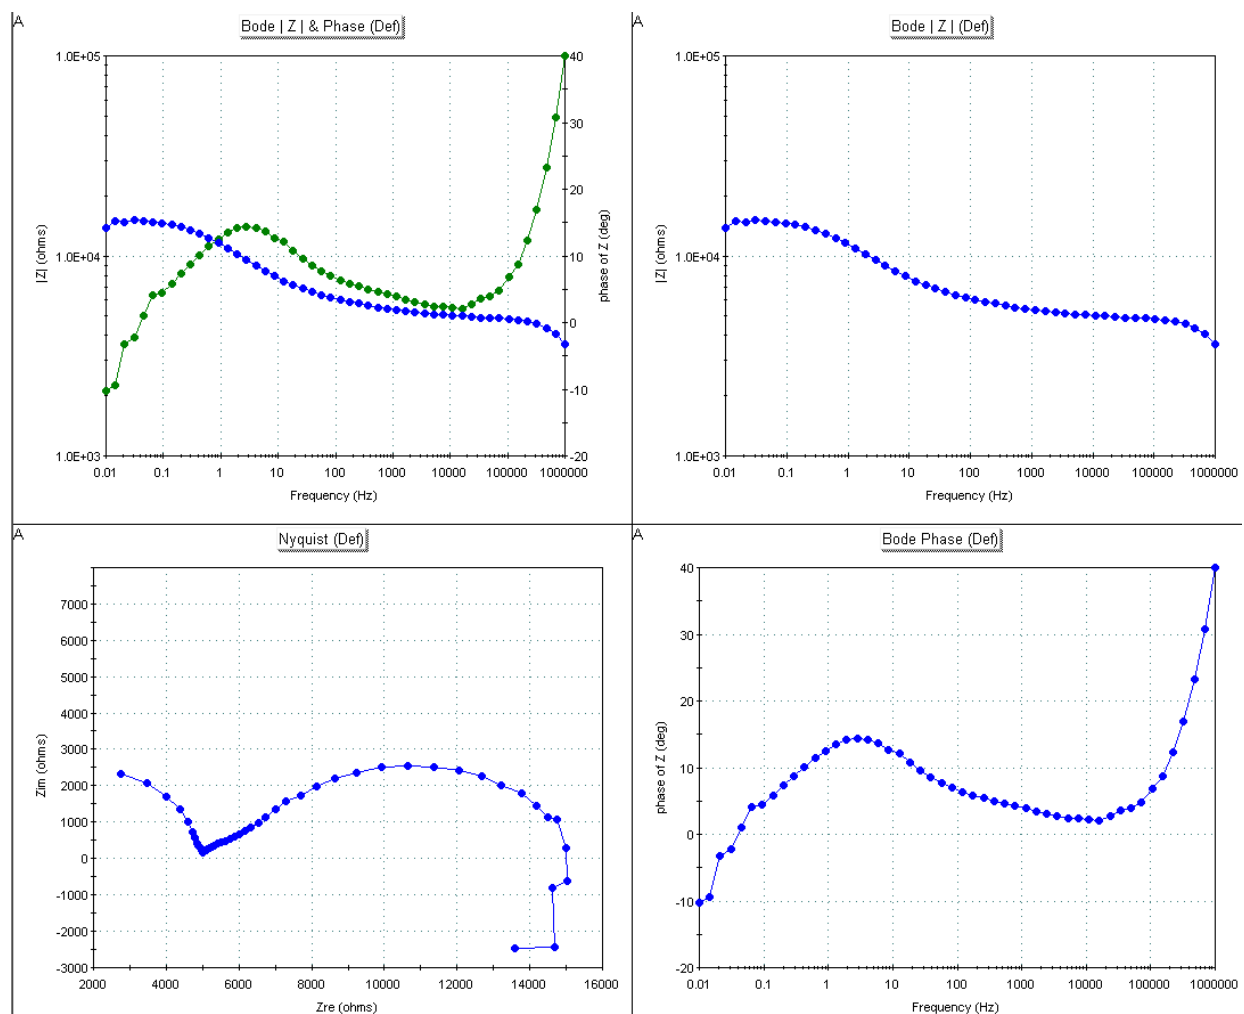 A
Bode | Z | & Phase (Def)
1.0E+05
1.0E+04
1.0E+03
|Z| (ohms)
40
30
20
10
0
-10
-20
phase of Z (deg)
0.01 0.1 1 10 100 1000 10000 100000 1000000
Frequency (Hz)
A
Bode | Z | (Def)
1.0E+05
1.0E+04
1.0E+03
|Z| (ohms)
0.01 0.1 1 10 100 1000 10000 100000 1000000
Frequency (Hz)
A
Nyquist (Def)
7000
6000
5000
4000
3000
2000
1000
0
-1000
-2000
-3000
Zim (ohms)
2000 4000 6000 8000 10000 12000 14000 16000
Zre (ohms)
A
Bode Phase (Def)
40
30
20
10
0
-10
-20
phase of Z (deg)
0.01 0.1 1 10 100 1000 10000 100000 1000000
Frequency (Hz)